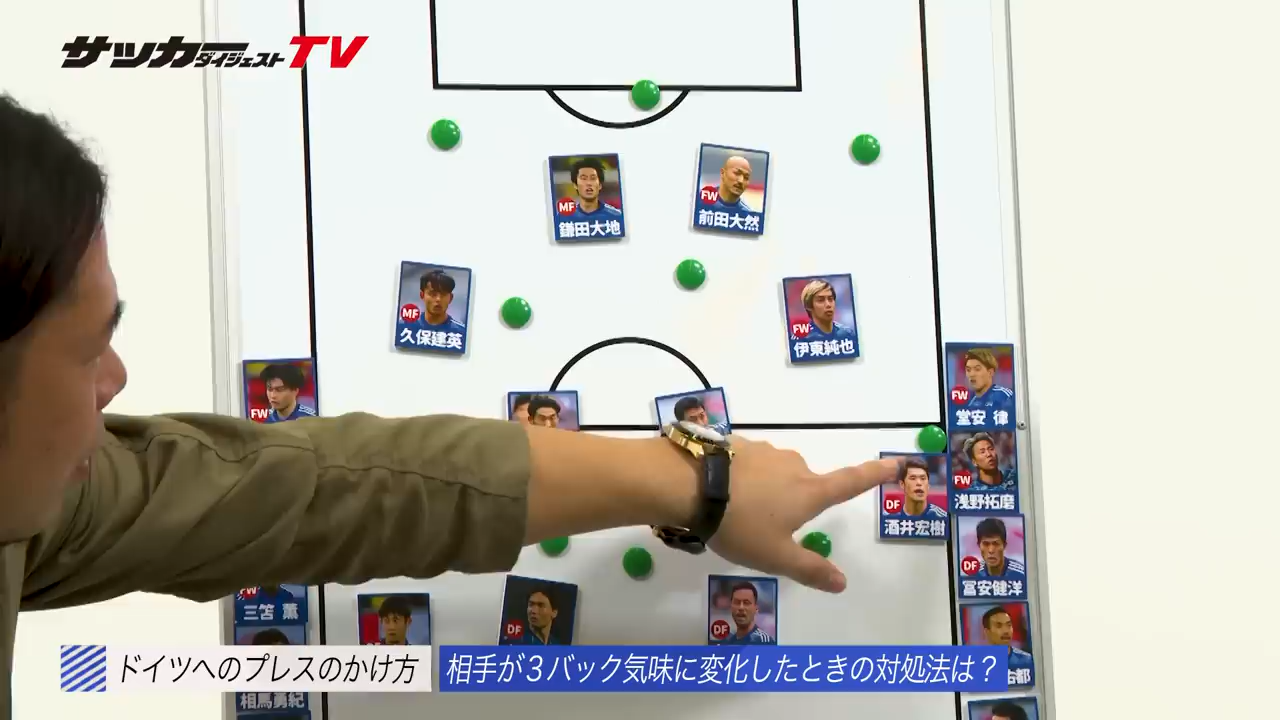 サッカーダイジェストTV
MF
鎌田大地
FW
前田大然
MF
久保建英
FW
伊東純也
FW
FW
堂安 律
FW
浅野拓磨
DF
酒井宏樹
DF
冨安健洋
FW
三笘 薫
DF
DF
相馬勇紀
ドイツへのプレスのかけ方
相手が3バック気味に変化したときの対処法は？